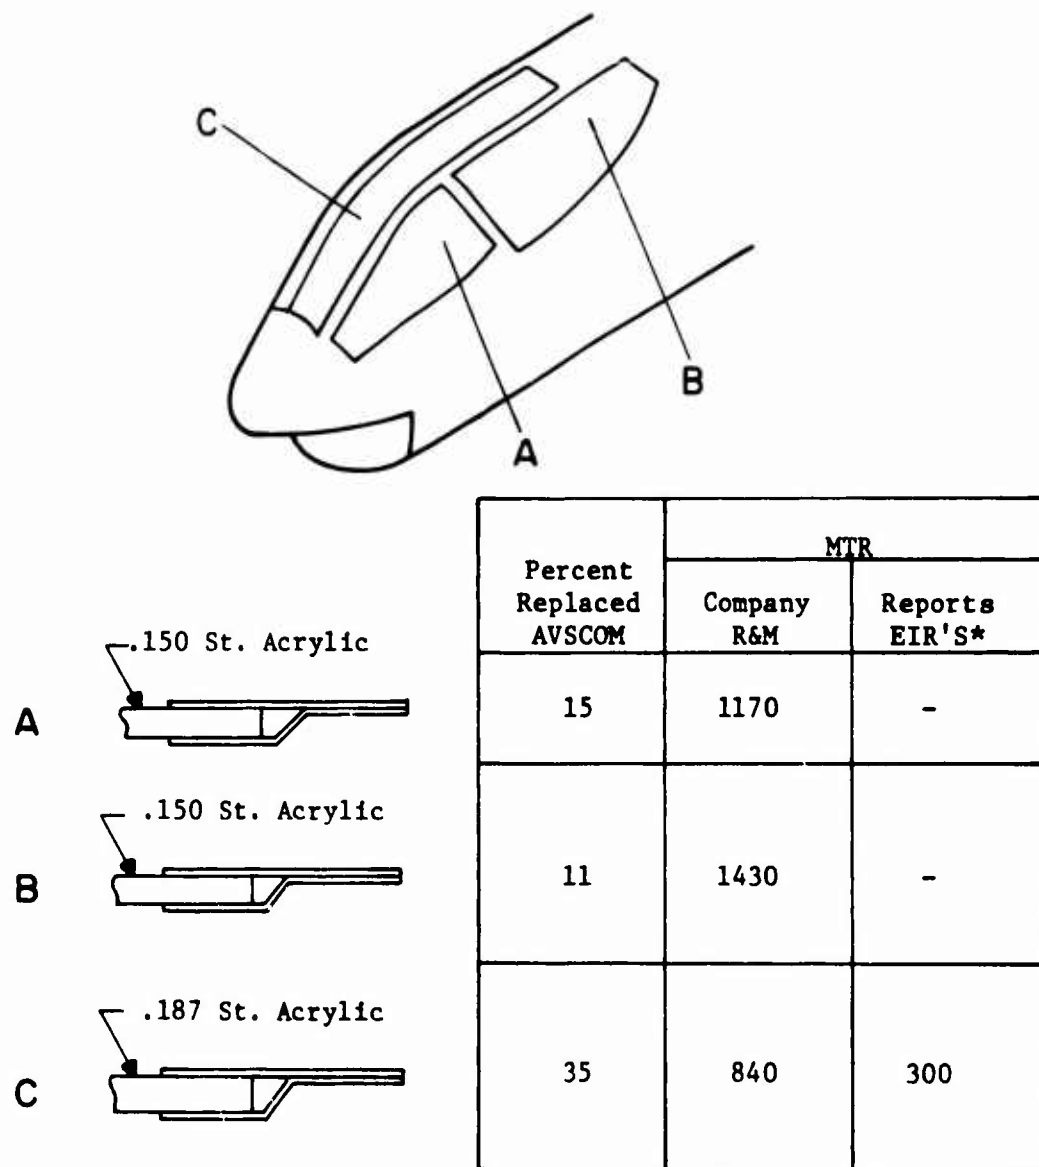 C
B
A
MTR
Percent
Replaced
AVSCOM
Company
R&M
Reports
EIR'S*
.150 St. Acrylic
A
15
1170
-
.150 St. Acrylic
B
11
1430
-
.187 St. Acrylic
C
35
840
300